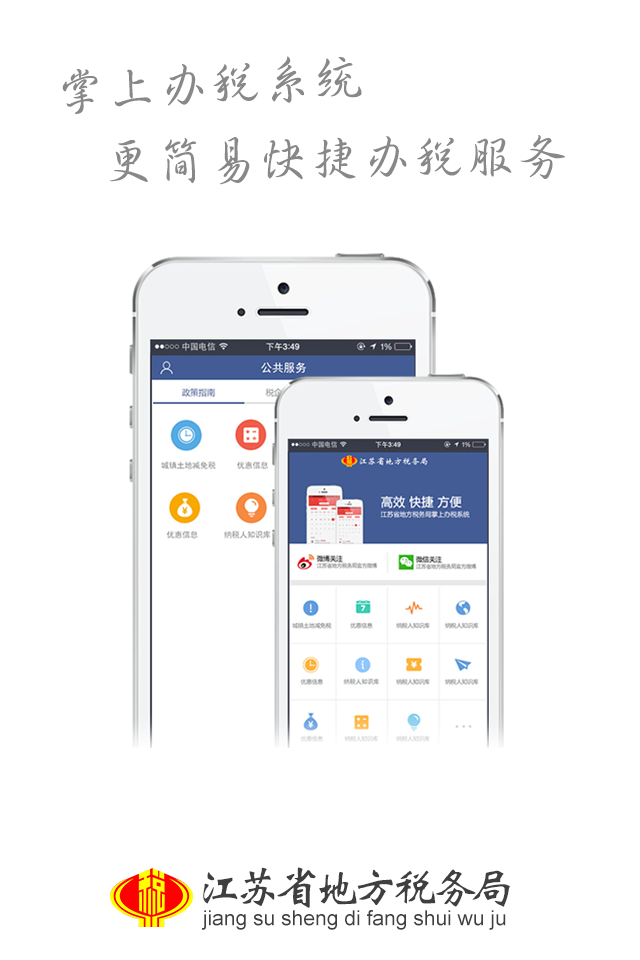 掌上办税系统
更简易快捷办税服务
中国电信
下午3:49
1%
公共服务
政策指南
税企
城镇土地减免税
优惠信息
优惠信息
纳税人知识库
中国电信
下午3:49
1%
江苏省地方税务局
高效 快捷 方便
江苏省地方税务局掌上办税系统
微博关注
江苏省地方税务局官方微博
微信关注
江苏省地方税务局官方微信
城镇土地减免税
优惠信息
纳税人知识库
纳税人知识库
优惠信息
纳税人知识库
纳税人知识库
纳税人知识库
优惠信息
纳税人知识库
纳税人知识库
江苏省地方税务局
jiang su sheng di fang shui wu ju